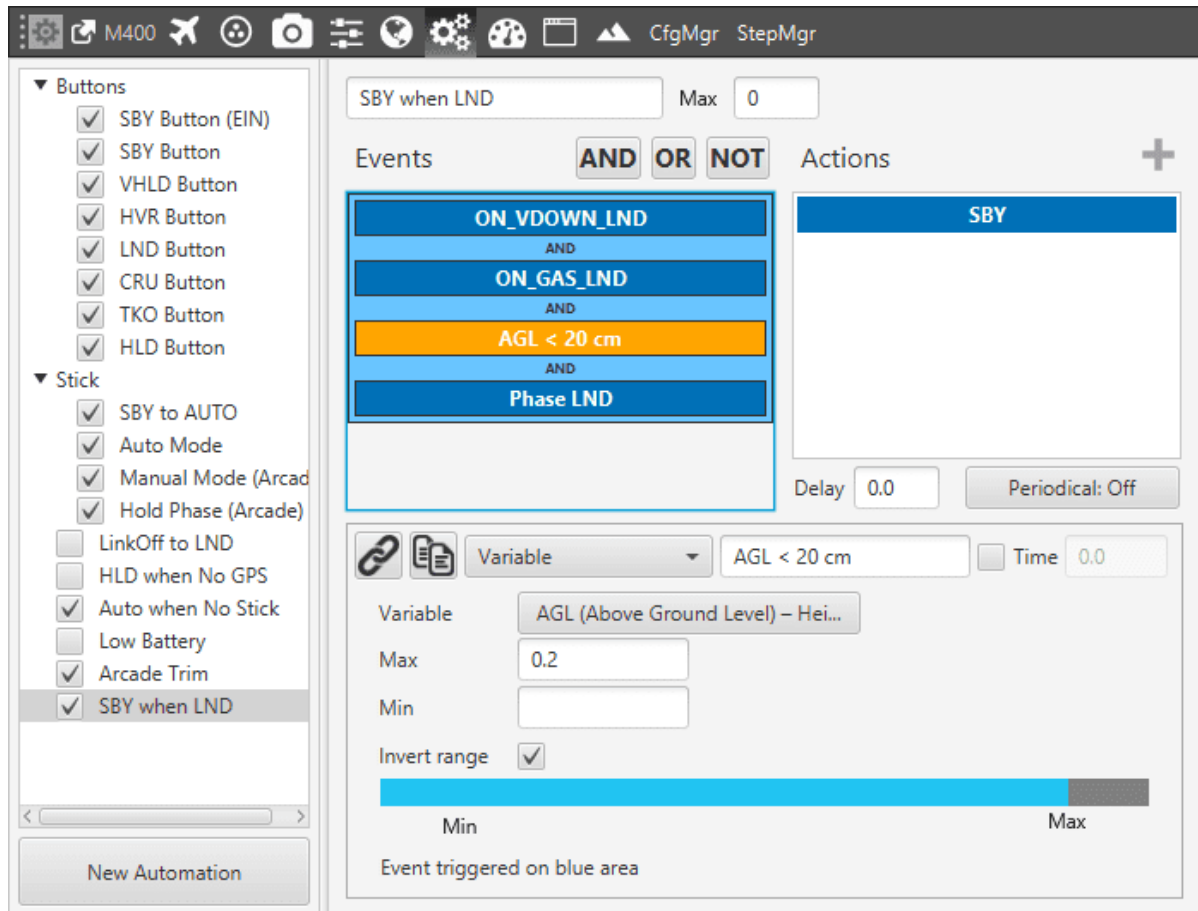 M400 CfgMgr StepMgr
Buttons
SBY Button (EIN)
SBY Button
VHLD Button
HVR Button
LND Button
CRU Button
TKO Button
HLD Button
Stick
SBY to AUTO
Auto Mode
Manual Mode (Arcad
Hold Phase (Arcade)
LinkOff to LND
HLD when No GPS
Auto when No Stick
Low Battery
Arcade Trim
SBY when LND
New Automation
SBY when LND Max 0
Events AND OR NOT Actions
ON_VDOWN_LND
AND
ON_GAS_LND
AND
AGL < 20 cm
AND
Phase LND
SBY
Delay 0.0 Periodical: Off
Variable AGL < 20 cm Time 0.0
Variable AGL (Above Ground Level) – Hei...
Max 0.2
Min
Invert range
Min Max
Event triggered on blue area